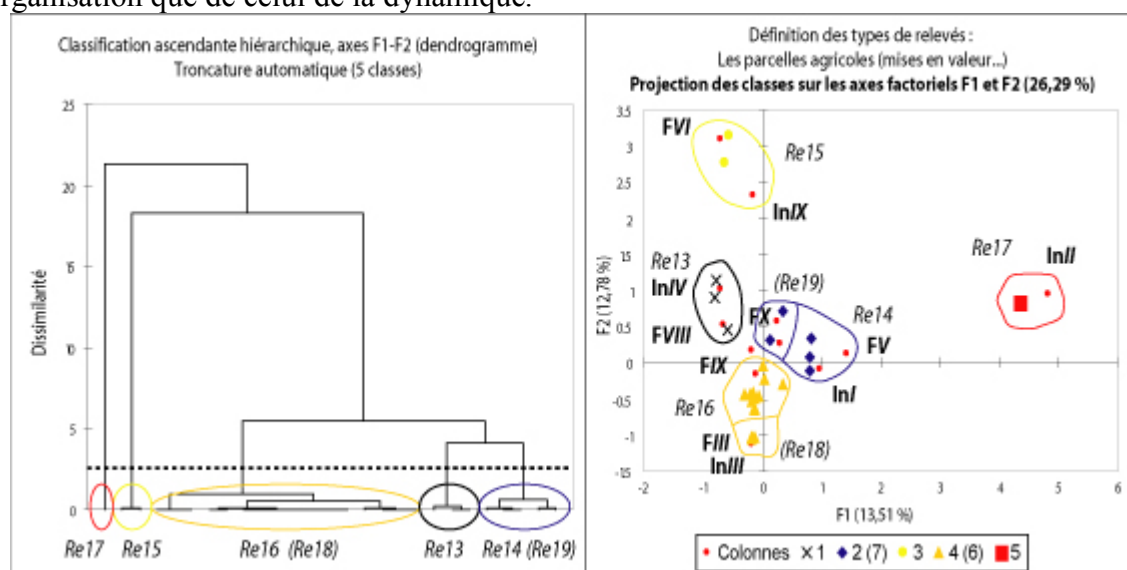 rganisation que de celui de la dynamique.
Classification ascendante hiérarchique, axes F1-F2 (dendrogramme)
Troncature automatique (5 classes)
25
20
15
10
5
0
Dissimilarité
Re17 Re15 Re16 (Re18) Re13 Re14 (Re19)
Définition des types de relevés :
Les parcelles agricoles (mises en valeur...)
Projection des classes sur les axes factoriels F1 et F2 (26,29 %)
3.5
3
2.5
2
15
1
0.5
0
-0.5
-1
-15
F2 (12,78 %)
FVI
Re15
InIX
Re17
InII
Re13
InIV
(Re19)
FX
Re14
FVIII
FV
FIX
InI
Re16
FIII
(Re18)
InIII
-2 -1 0 1 2 3 4 5 6
F1 (13,51 %)
Colonnes 1 2 (7) 3 4 (6) 5